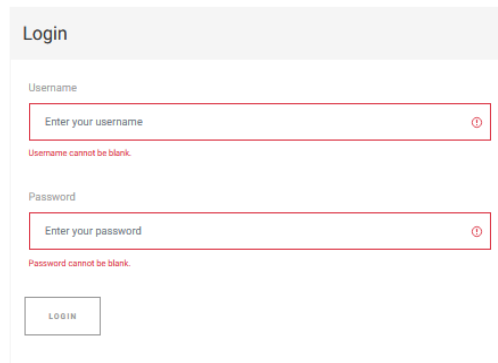 Login
Username
Enter your username
Username cannot be blank.
Password
Enter your password
Password cannot be blank.
LOGIN